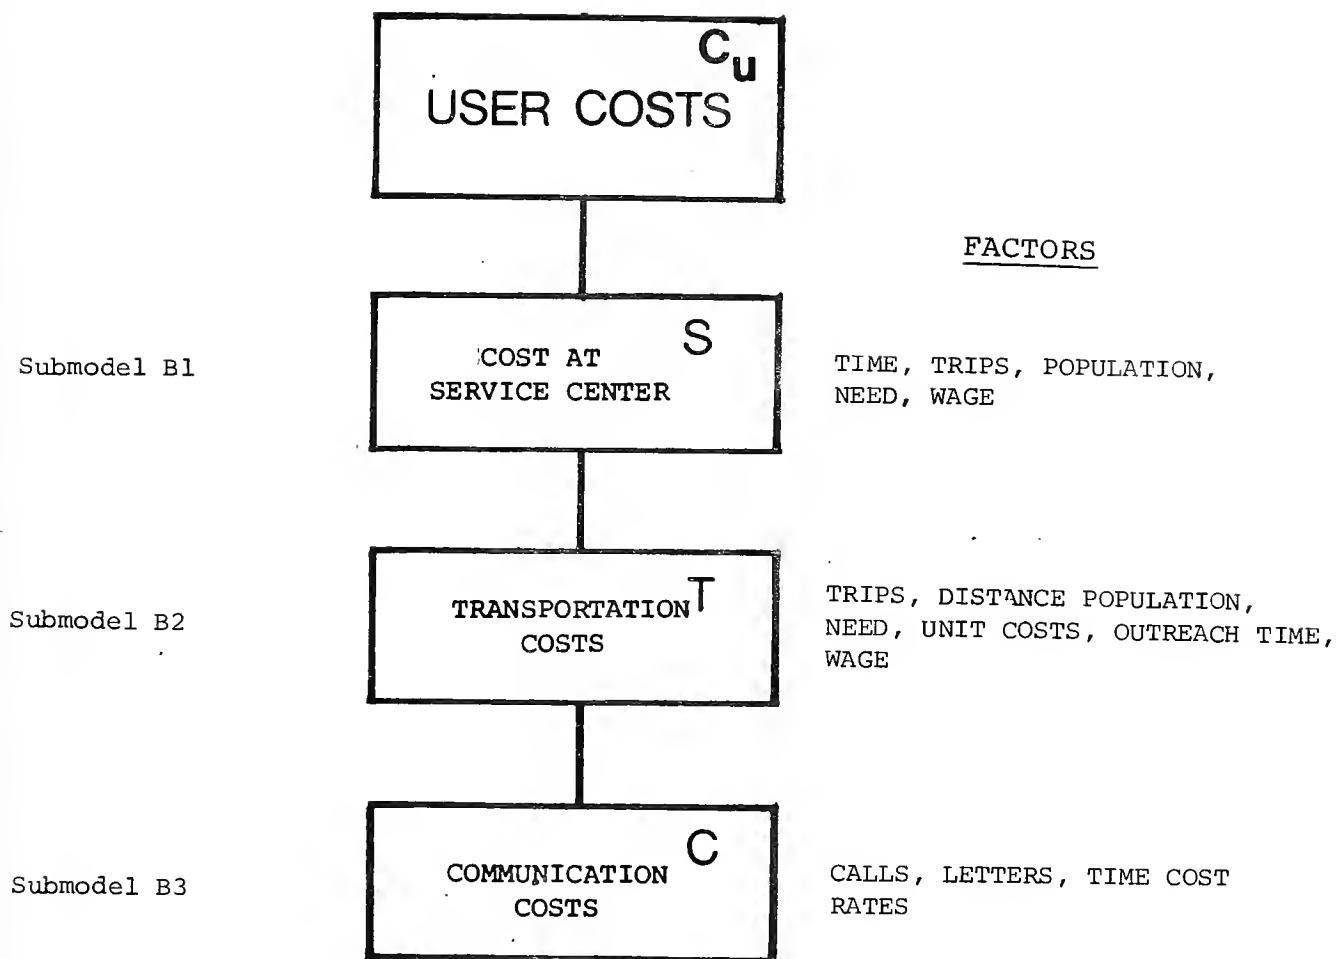 Cu
USER COSTS
FACTORS
Submodel B1
COST AT
SERVICE CENTER
S
TIME, TRIPS, POPULATION,
NEED, WAGE
Submodel B2
TRANSPORTATION
COSTS
T
TRIPS, DISTANCE POPULATION,
NEED, UNIT COSTS, OUTREACH TIME,
WAGE
Submodel B3
COMMUNICATION
COSTS
C
CALLS, LETTERS, TIME COST
RATES